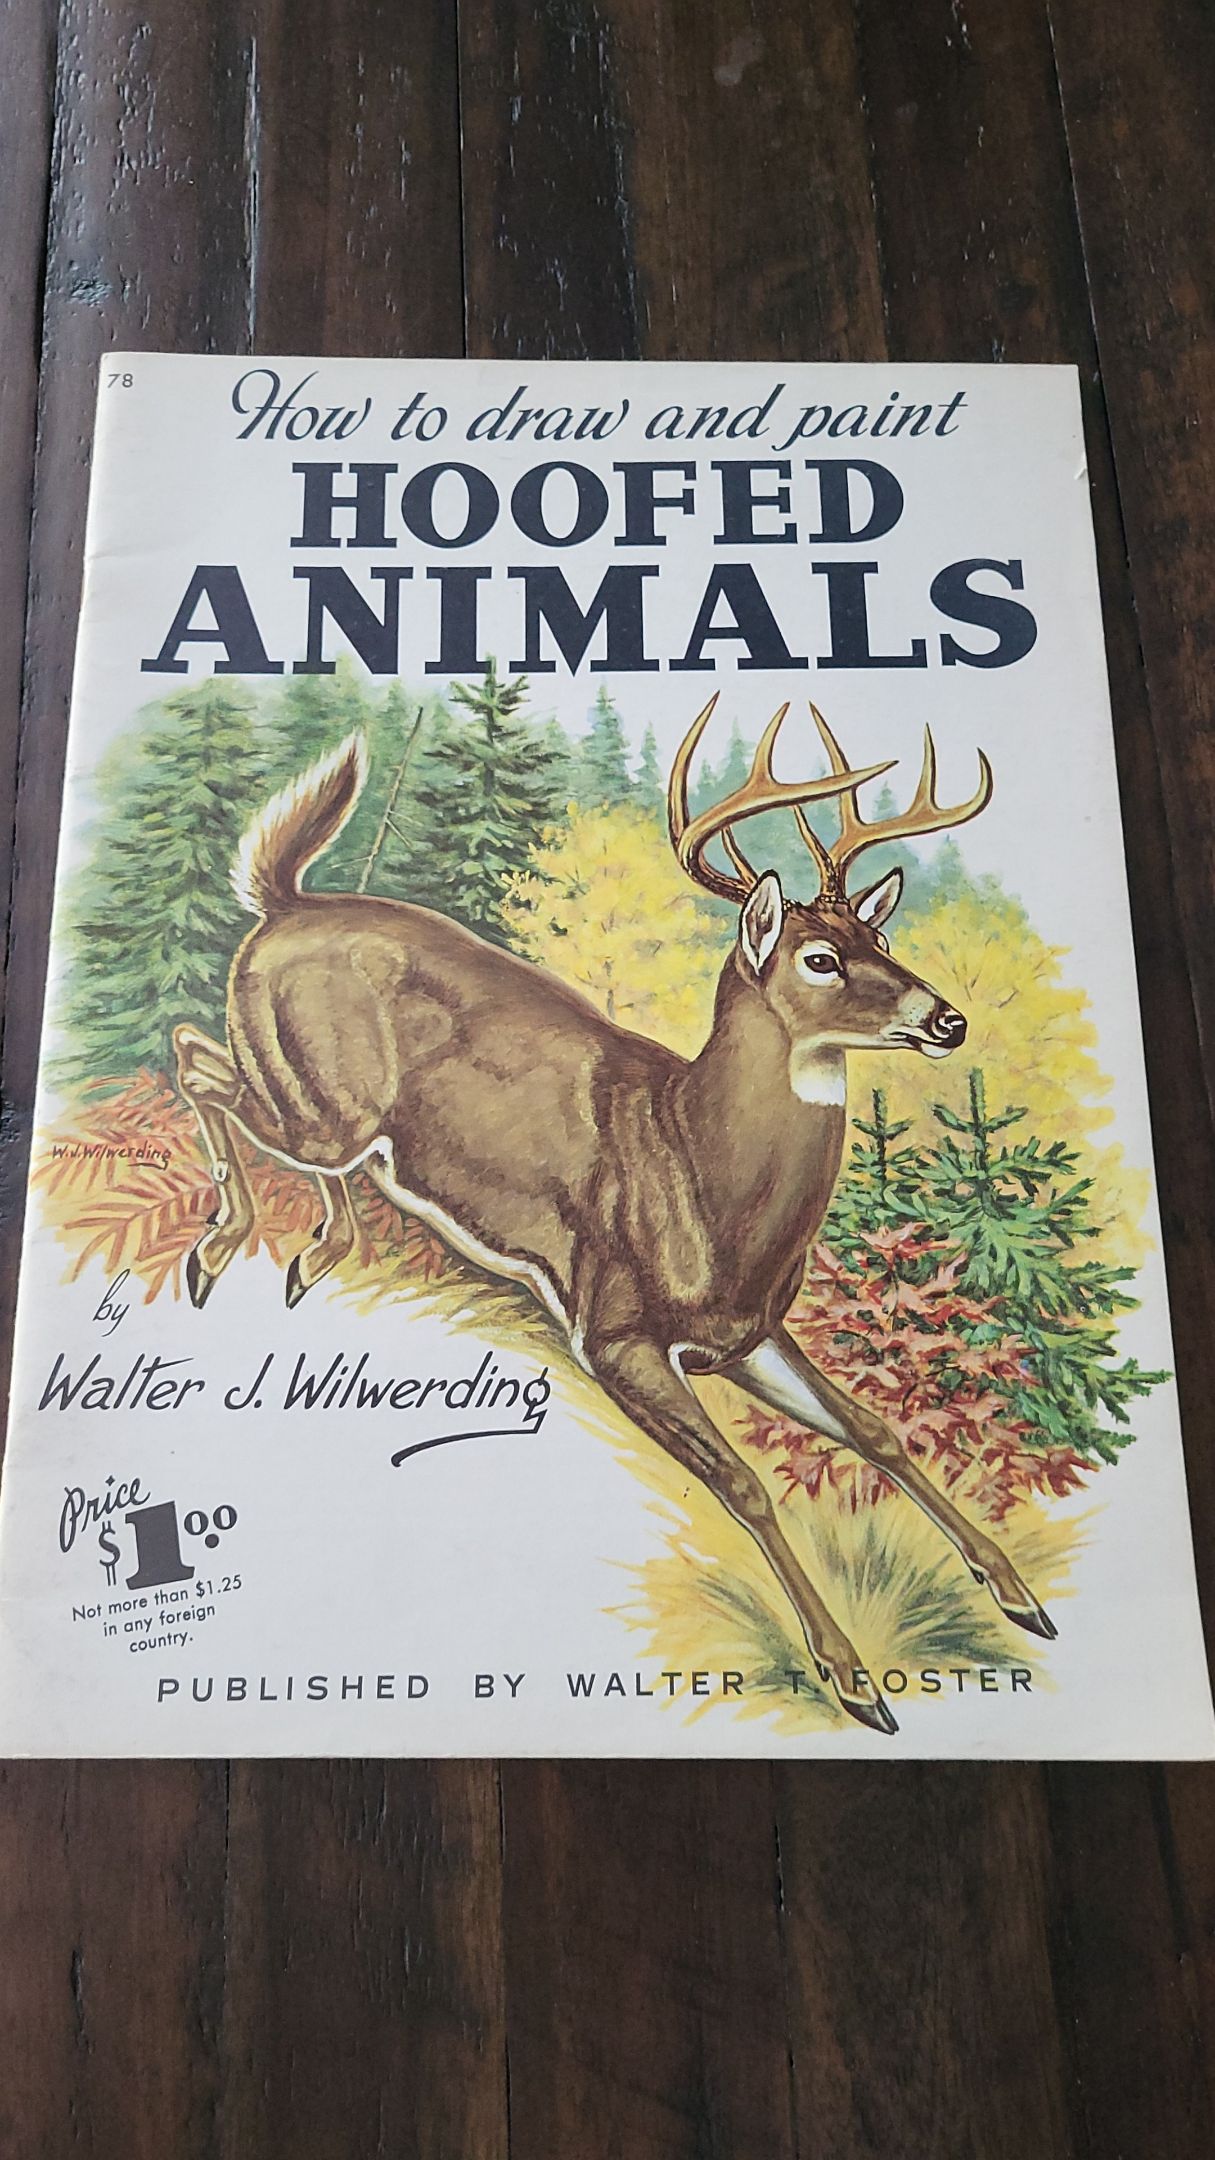 78
How to draw and paint
HOOFED
ANIMALS
W.J.Wilwerding
by
Walter J. Wilwerding
Price
$1.00
Not more than $1.25
in any foreign
country.
PUBLISHED BY WALTER T. FOSTER